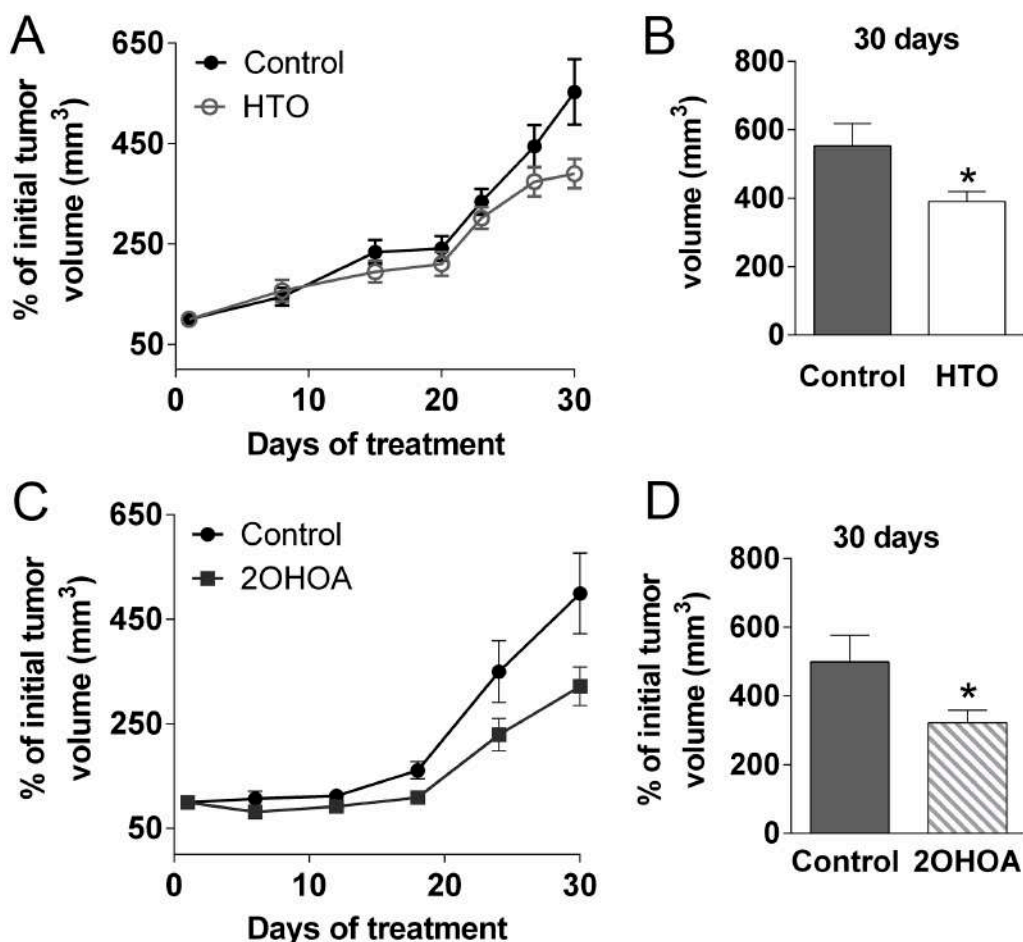 A
650
450
250
50
% of initial tumor
volume (mm³)
Control
HTO
0 10 20 30
Days of treatment
B
30 days
800
600
400
200
0
volume (mm³)
*
Control HTO
C
650
450
250
50
% of initial tumor
volume (mm³)
Control
2OHOA
0 10 20 30
Days of treatment
D
30 days
800
600
400
200
0
% of initial tumor
volume (mm³)
*
Control 2OHOA